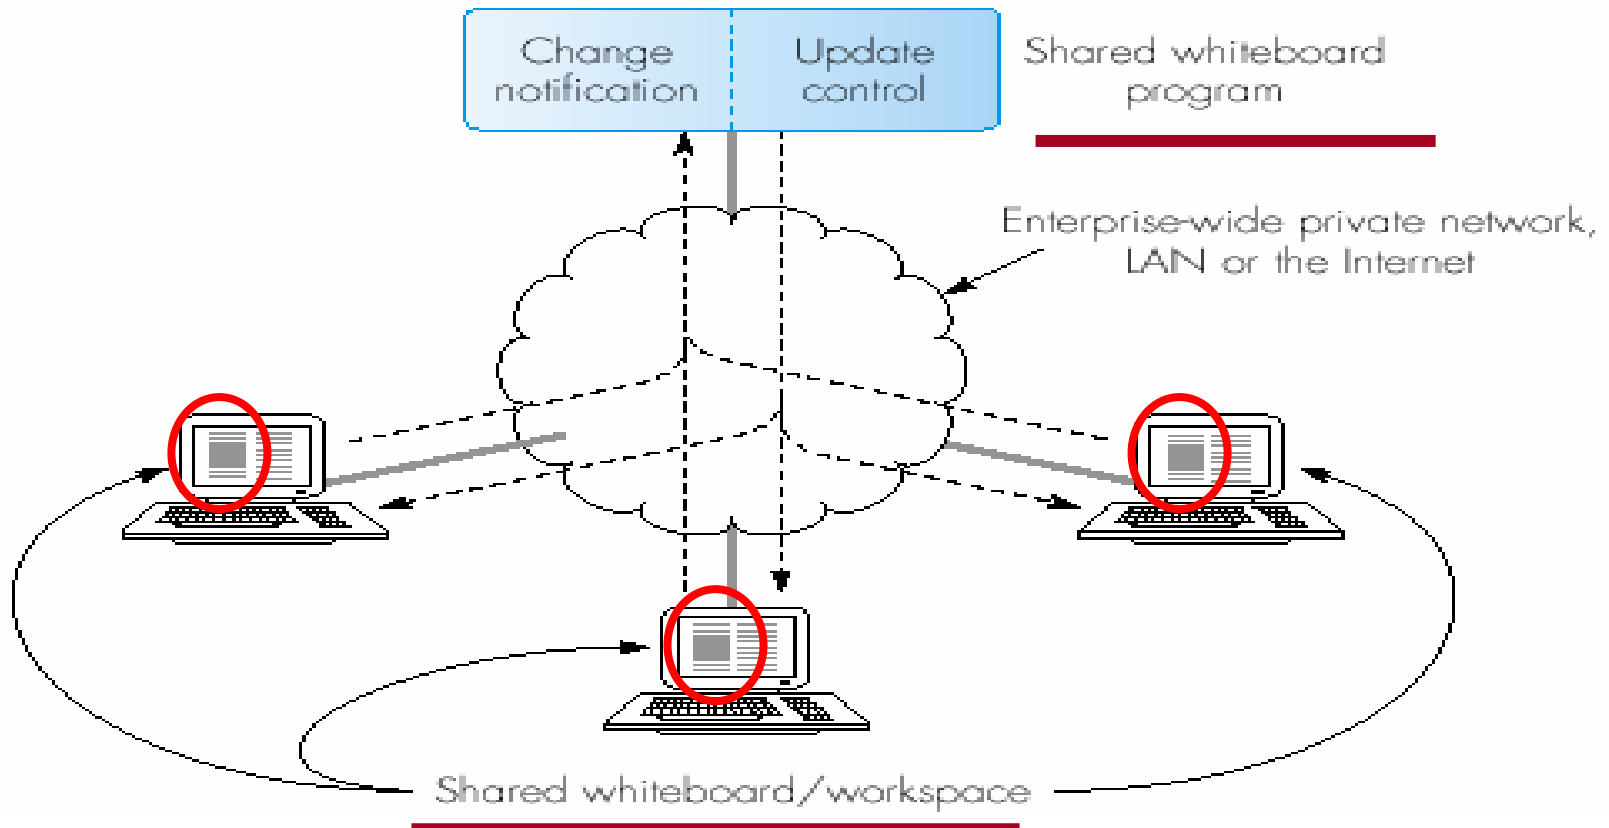 Change
notification
Update
control
Shared whiteboard
program
Enterprise-wide private network,
LAN or the Internet
Shared whiteboard/workspace